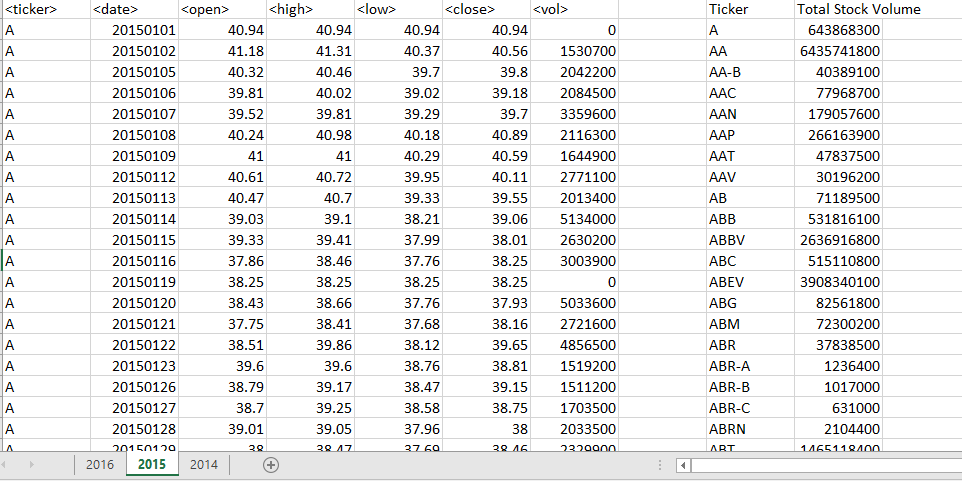 <ticker> <date> <open> <high> <low> <close> <vol> Ticker Total Stock Volume
A 20150101 40.94 40.94 40.94 40.94 0 A 643868300
A 20150102 41.18 41.31 40.37 40.56 1530700 AA 6435741800
A 20150105 40.32 40.46 39.7 39.8 2042200 AA-B 40389100
A 20150106 39.81 40.02 39.02 39.18 2084500 AAC 77968700
A 20150107 39.52 39.81 39.29 39.7 3359600 AAN 179057600
A 20150108 40.24 40.98 40.18 40.89 2116300 AAP 266163900
A 20150109 41 41 40.29 40.59 1644900 AAT 47837500
A 20150112 40.61 40.72 39.95 40.11 2771100 AAV 30196200
A 20150113 40.47 40.7 39.33 39.55 2013400 AB 71189500
A 20150114 39.03 39.1 38.21 39.06 5134000 ABB 531816100
A 20150115 39.33 39.41 37.99 38.01 2630200 ABBV 2636916800
A 20150116 37.86 38.46 37.76 38.25 3003900 ABC 515110800
A 20150119 38.25 38.25 38.25 38.25 0 ABEV 3908340100
A 20150120 38.43 38.66 37.76 37.93 5033600 ABG 82561800
A 20150121 37.75 38.41 37.68 38.16 2721600 ABM 72300200
A 20150122 38.51 39.86 38.12 39.65 4856500 ABR 37838500
A 20150123 39.6 39.6 38.76 38.81 1519200 ABR-A 1236400
A 20150126 38.79 39.17 38.47 39.15 1511200 ABR-B 1017000
A 20150127 38.7 39.25 38.58 38.75 1703500 ABR-C 631000
A 20150128 39.01 39.05 37.96 38 2033500 ABRN 2104400
A 20150129 38 38.47 37.69 38.46 2329900 ABT 1465118400
2016 2015 2014